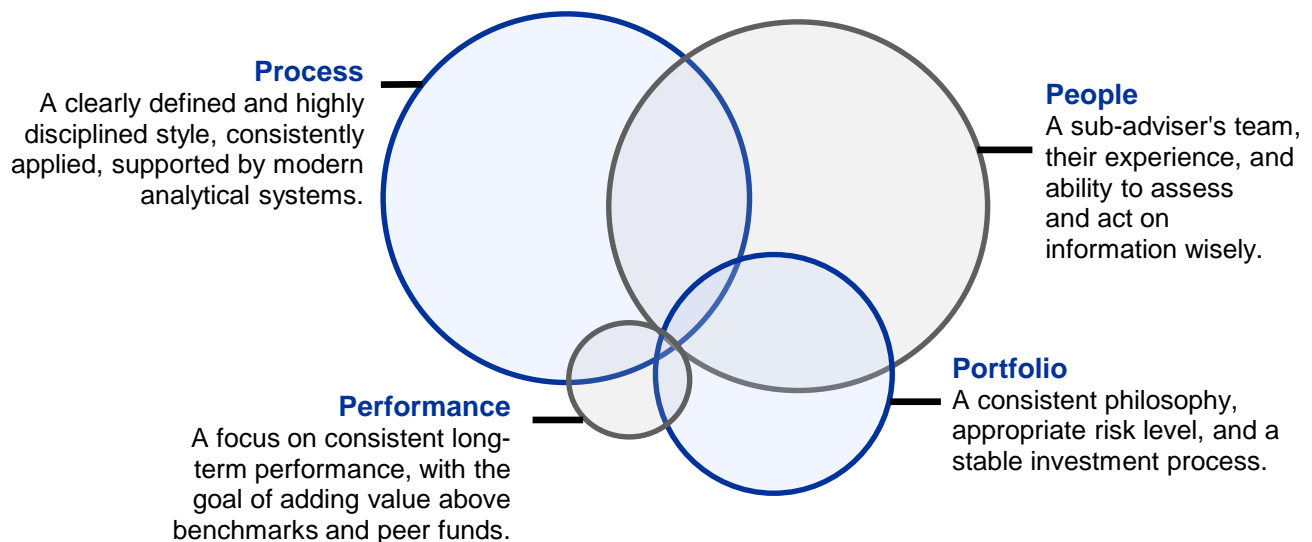 Process
A clearly defined and highly
disciplined style, consistently
applied, supported by modern
analytical systems.
People
A sub-adviser's team,
their experience, and
ability to assess
and act on
information wisely.
Performance
A focus on consistent long-
term performance, with the
goal of adding value above
benchmarks and peer funds.
Portfolio
A consistent philosophy,
appropriate risk level, and a
stable investment process.